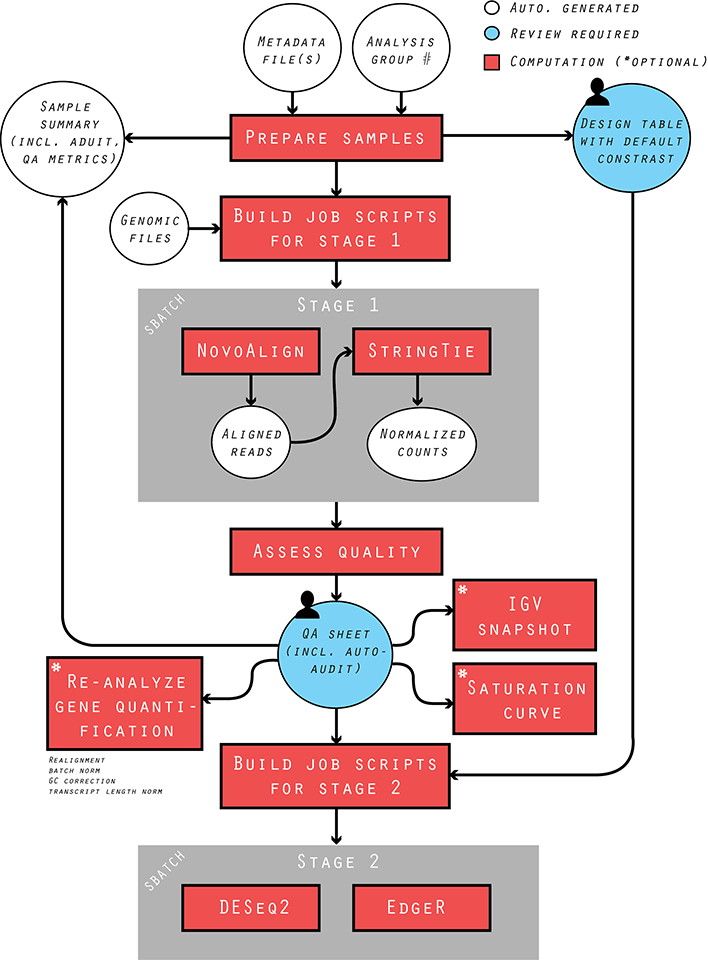 Auto. generated
Review required
Computation (*optional)
Metadata
file(s)
Analysis
group #
Sample
summary
(incl. aduit,
QA metrics)
Prepare samples
Design table
with default
constrast
Genomic
files
Build job scripts
for stage 1
SBATCH
Stage 1
NovoAlign
StringTie
Aligned
reads
Normalized
counts
Assess quality
QA sheet
(incl. auto-
audit)
*
IGV
snapshot
*
Re-analyze
gene quanti-
fication
*
Saturation
curve
Realignment
batch norm
GC correction
transcript length norm
Build job scripts
for stage 2
SBATCH
Stage 2
DESeq2
EdgeR